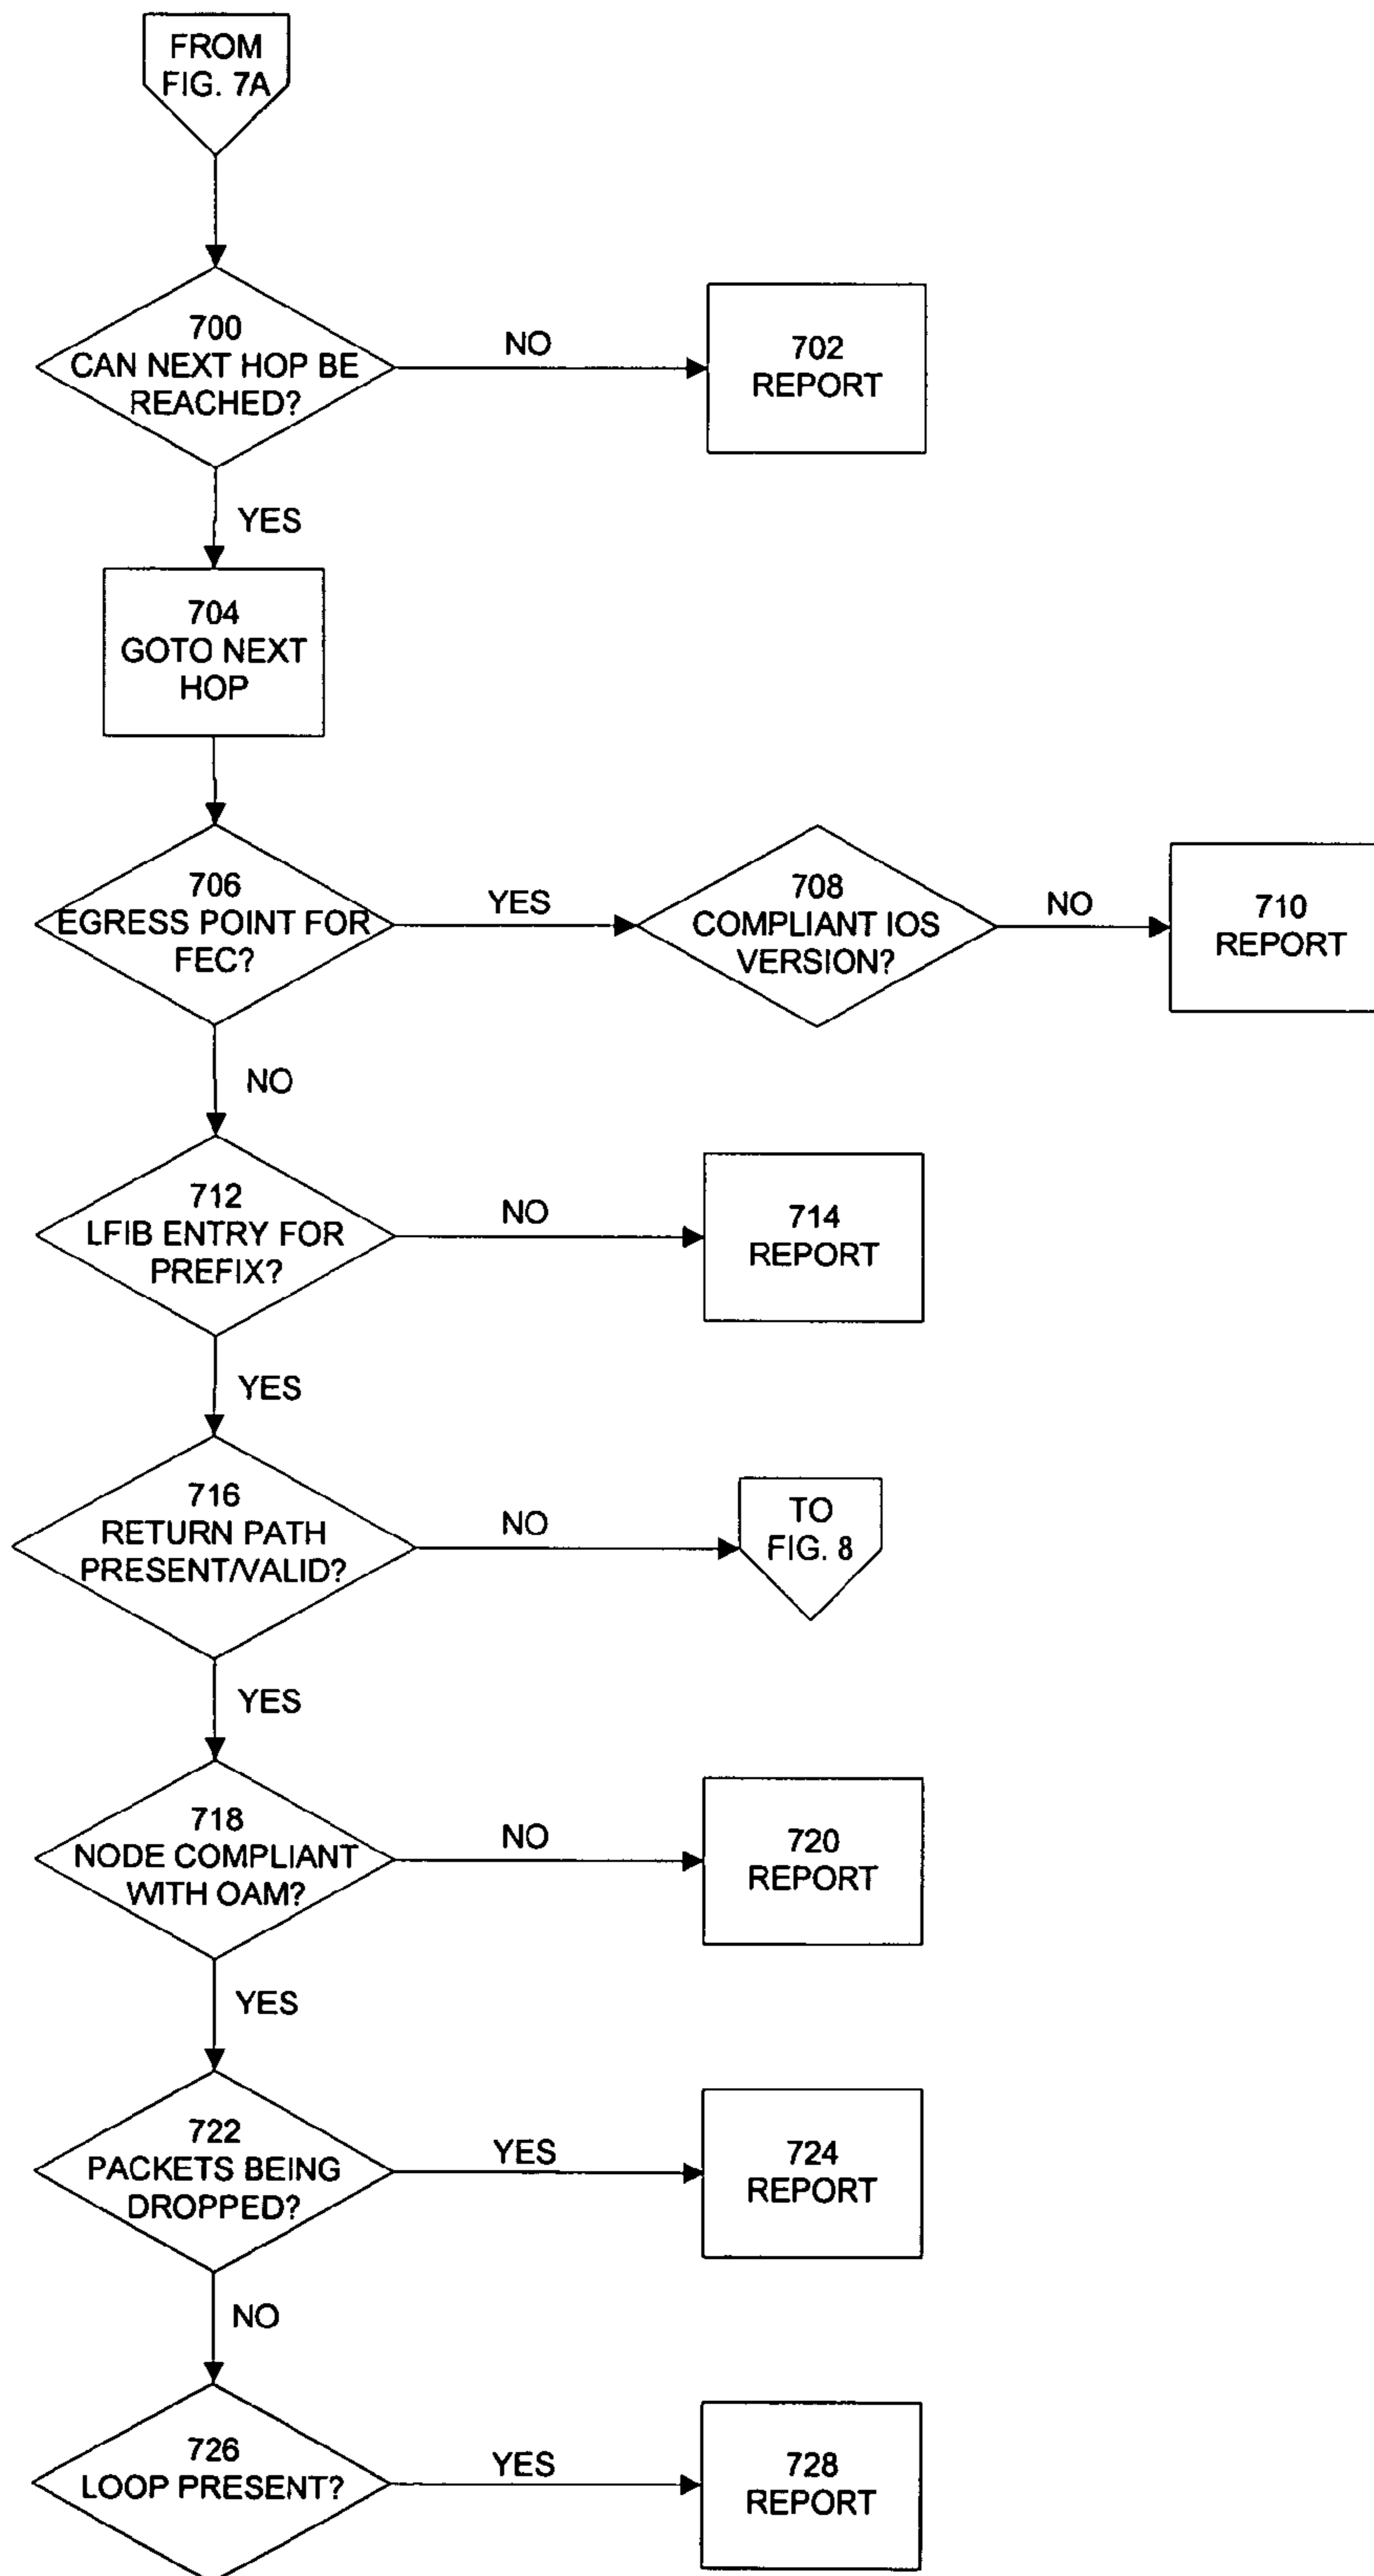 FROM
FIG. 7A
700
CAN NEXT HOP BE
REACHED?
NO
702
REPORT
YES
704
GOTO NEXT
HOP
706
EGRESS POINT FOR
FEC?
YES
708
COMPLIANT IOS
VERSION?
NO
710
REPORT
NO
712
LFIB ENTRY FOR
PREFIX?
NO
714
REPORT
YES
716
RETURN PATH
PRESENT/VALID?
NO
TO
FIG. 8
YES
718
NODE COMPLIANT
WITH OAM?
NO
720
REPORT
YES
722
PACKETS BEING
DROPPED?
YES
724
REPORT
NO
726
LOOP PRESENT?
YES
728
REPORT